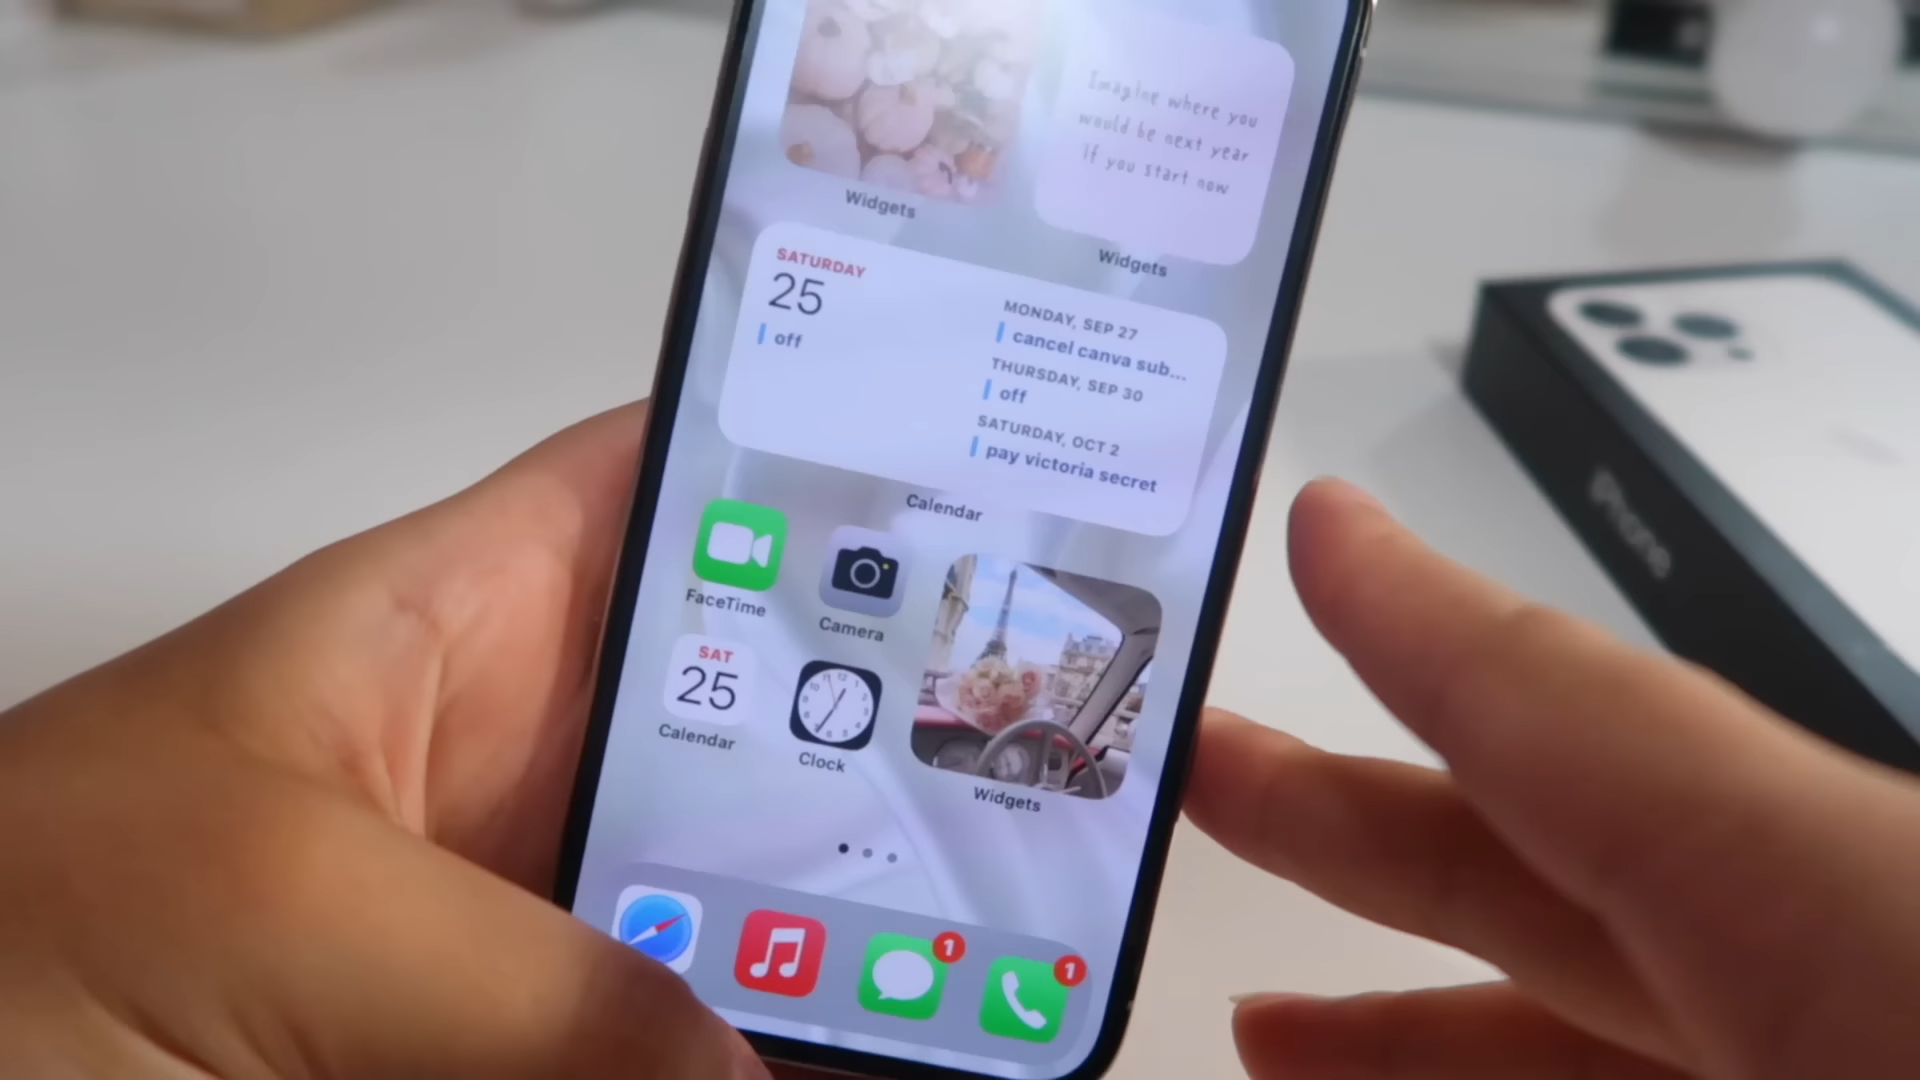 Imagine where you
would be next year
if you start now
Widgets
Widgets
SATURDAY
25
off
MONDAY, SEP 27
cancel canva sub...
THURSDAY, SEP 30
off
SATURDAY, OCT 2
pay victoria secret
Calendar
FaceTime
Camera
SAT
25
Calendar
Clock
Widgets
1
1
iPhone